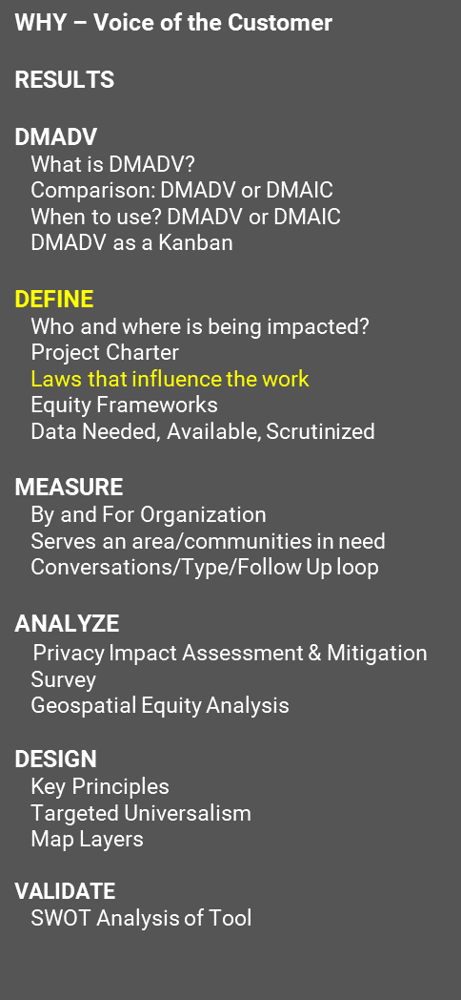 WHY – Voice of the Customer
RESULTS
DMADV
What is DMADV?
Comparison: DMADV or DMAIC
When to use? DMADV or DMAIC
DMADV as a Kanban
DEFINE
Who and where is being impacted?
Project Charter
Laws that influence the work
Equity Frameworks
Data Needed, Available, Scrutinized
MEASURE
By and For Organization
Serves an area/communities in need
Conversations/Type/Follow Up loop
ANALYZE
Privacy Impact Assessment & Mitigation
Survey
Geospatial Equity Analysis
DESIGN
Key Principles
Targeted Universalism
Map Layers
VALIDATE
SWOT Analysis of Tool